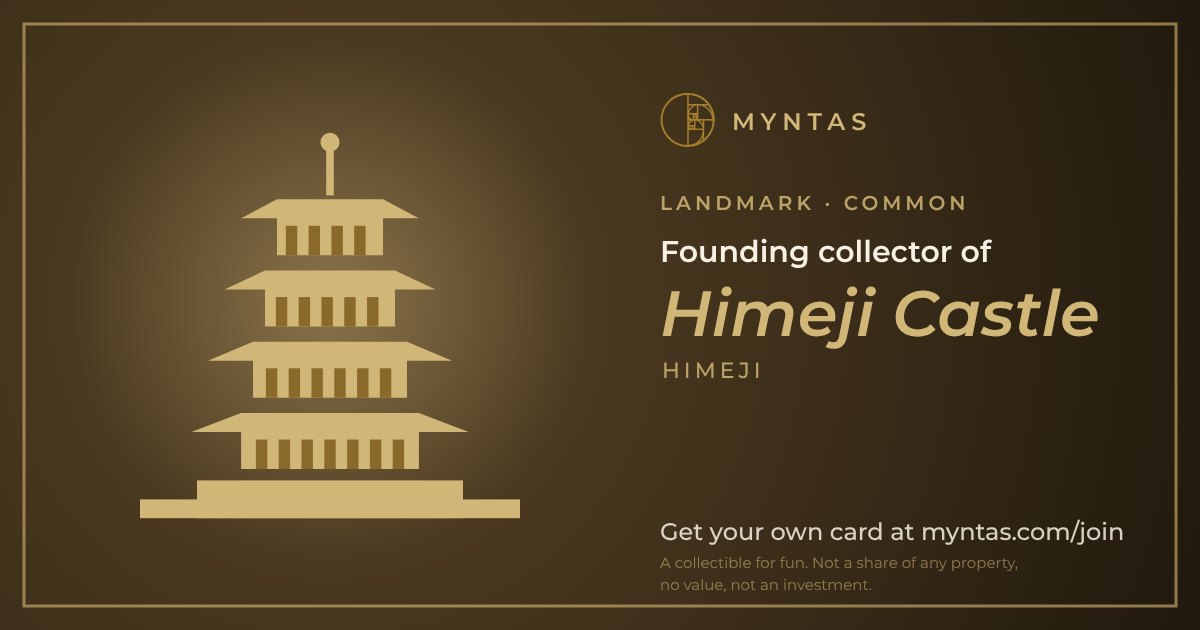 MYNTAS
LANDMARK · COMMON
Founding collector of
Himeji Castle
HIMEJI
Get your own card at myntas.com/join
A collectible for fun. Not a share of any property,
no value, not an investment.